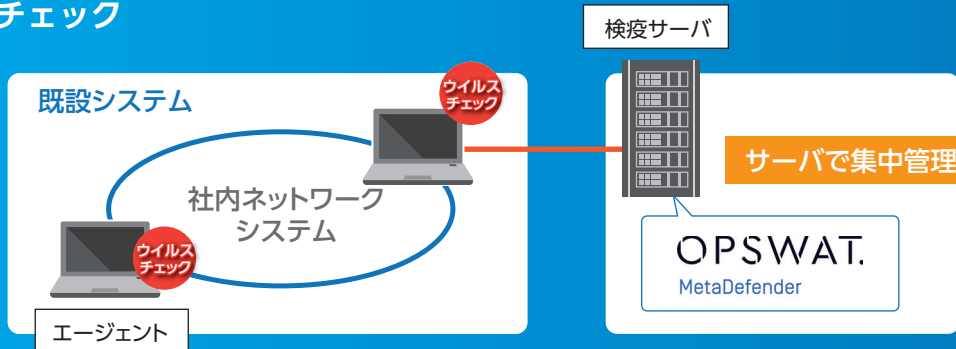 チェック
検疫サーバ
既設システム
ウイルス
チェック
サーバで集中管理
社内ネットワーク
システム
ウイルス
チェック
OPSWAT.
MetaDefender
エージェント